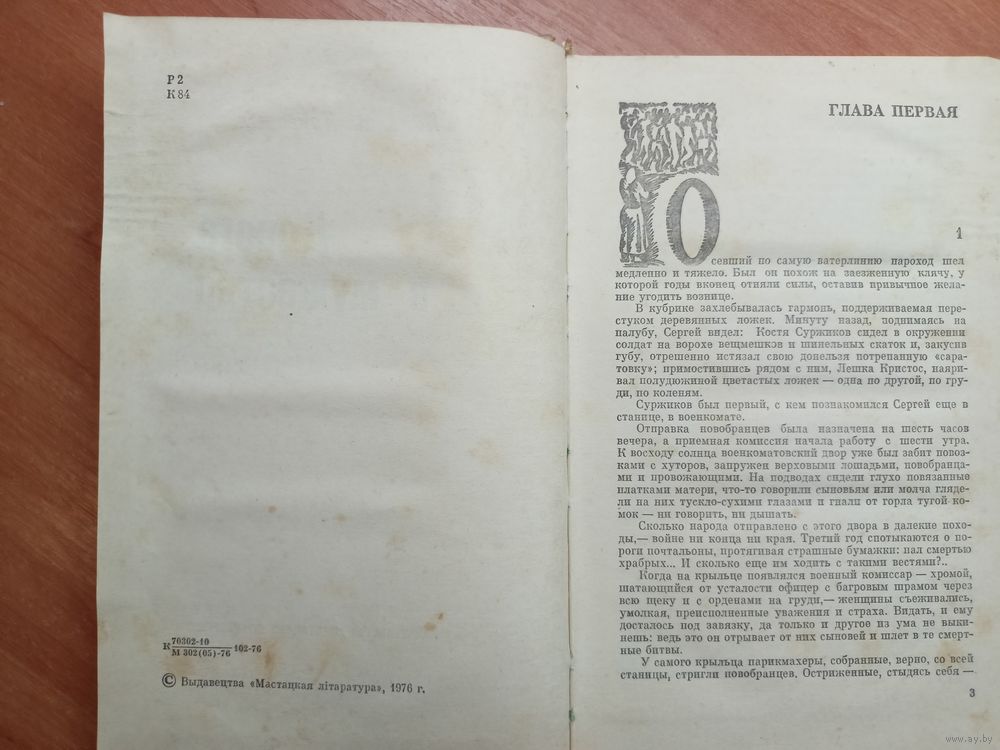 Р2
К84
К 70302-10 102-76
М 302(05)-76
© Выдавецтва «Мастацкая літаратура», 1976 г.
ГЛАВА ПЕРВАЯ
1
Осевший по самую ватерлинию пароход шел
медленно и тяжело. Был он похож на заезженную клячу, у
которой годы вконец отняли силы, оставив привычное жела-
ние угодить вознице.
В кубрике захлебывалась гармонь, поддерживаемая пере-
стуком деревянных ложек. Минуту назад, поднимаясь на
палубу, Сергей видел: Костя Суржиков сидел в окружении
солдат на ворохе вещмешков и шинельных скаток и, закусив
губу, отрешенно истязал свою донельзя потрепанную «сара-
товку»; примостившись рядом с ним, Лешка Кристос, наяри-
вал полудюжиной цветастых ложек — одна по другой, по гру-
ди, по коленям.
Суржиков был первый, с кем познакомился Сергей еще в
станице, в военкомате.
Отправка новобранцев была назначена на шесть часов
вечера, а приемная комиссия начала работу с шести утра.
К восходу солнца военкоматовский двор уже был забит повоз-
ками с хуторов, запружен верховыми лошадьми, новобранца-
ми и провожающими. На подводах сидели глухо повязанные
платками матери, что-то говорили сыновьям или молча гляде-
ли на них тускло-сухими глазами и гнали от горла тугой ко-
мок — ни говорить, ни дышать.
Сколько народа отправлено с этого двора в далекие похо-
ды,— войне ни конца ни края. Третий год спотыкаются о по-
роги почтальоны, протягивая страшные бумажки: пал смертью
храбрых... И сколько еще им ходить с такими вестями?..
Когда на крыльце появлялся военный комиссар — хромой,
шатающийся от усталости офицер с багровым шрамом через
всю щеку и с орденами на груди,— женщины съеживались,
умолкая, преисполненные уважения и страха. Видать, и ему
досталось под завязку, да только и другое из ума не выки-
нешь: ведь это он отрывает от них сыновей и шлет в те смерт-
ные битвы.
У самого крыльца парикмахеры, собранные, верно, со всей
станицы, стригли новобранцев. Остриженные, стыдясь себя —
3
www.ay.by